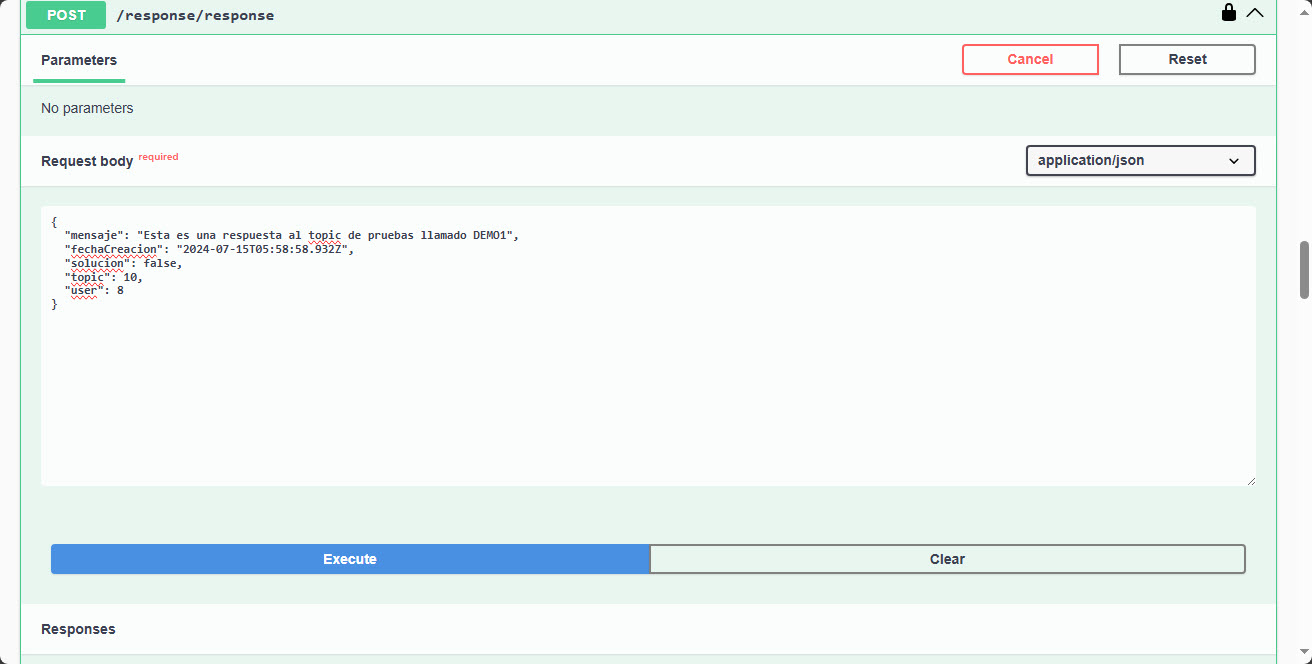 POST /response/response
Parameters
Cancel
Reset
No parameters
Request body required
application/json
{
  "mensaje": "Esta es una respuesta al topic de pruebas llamado DEMO1",
  "fechaCreacion": "2024-07-15T05:58:58.932Z",
  "solucion": false,
  "topic": 10,
  "user": 8
}
Execute
Clear
Responses